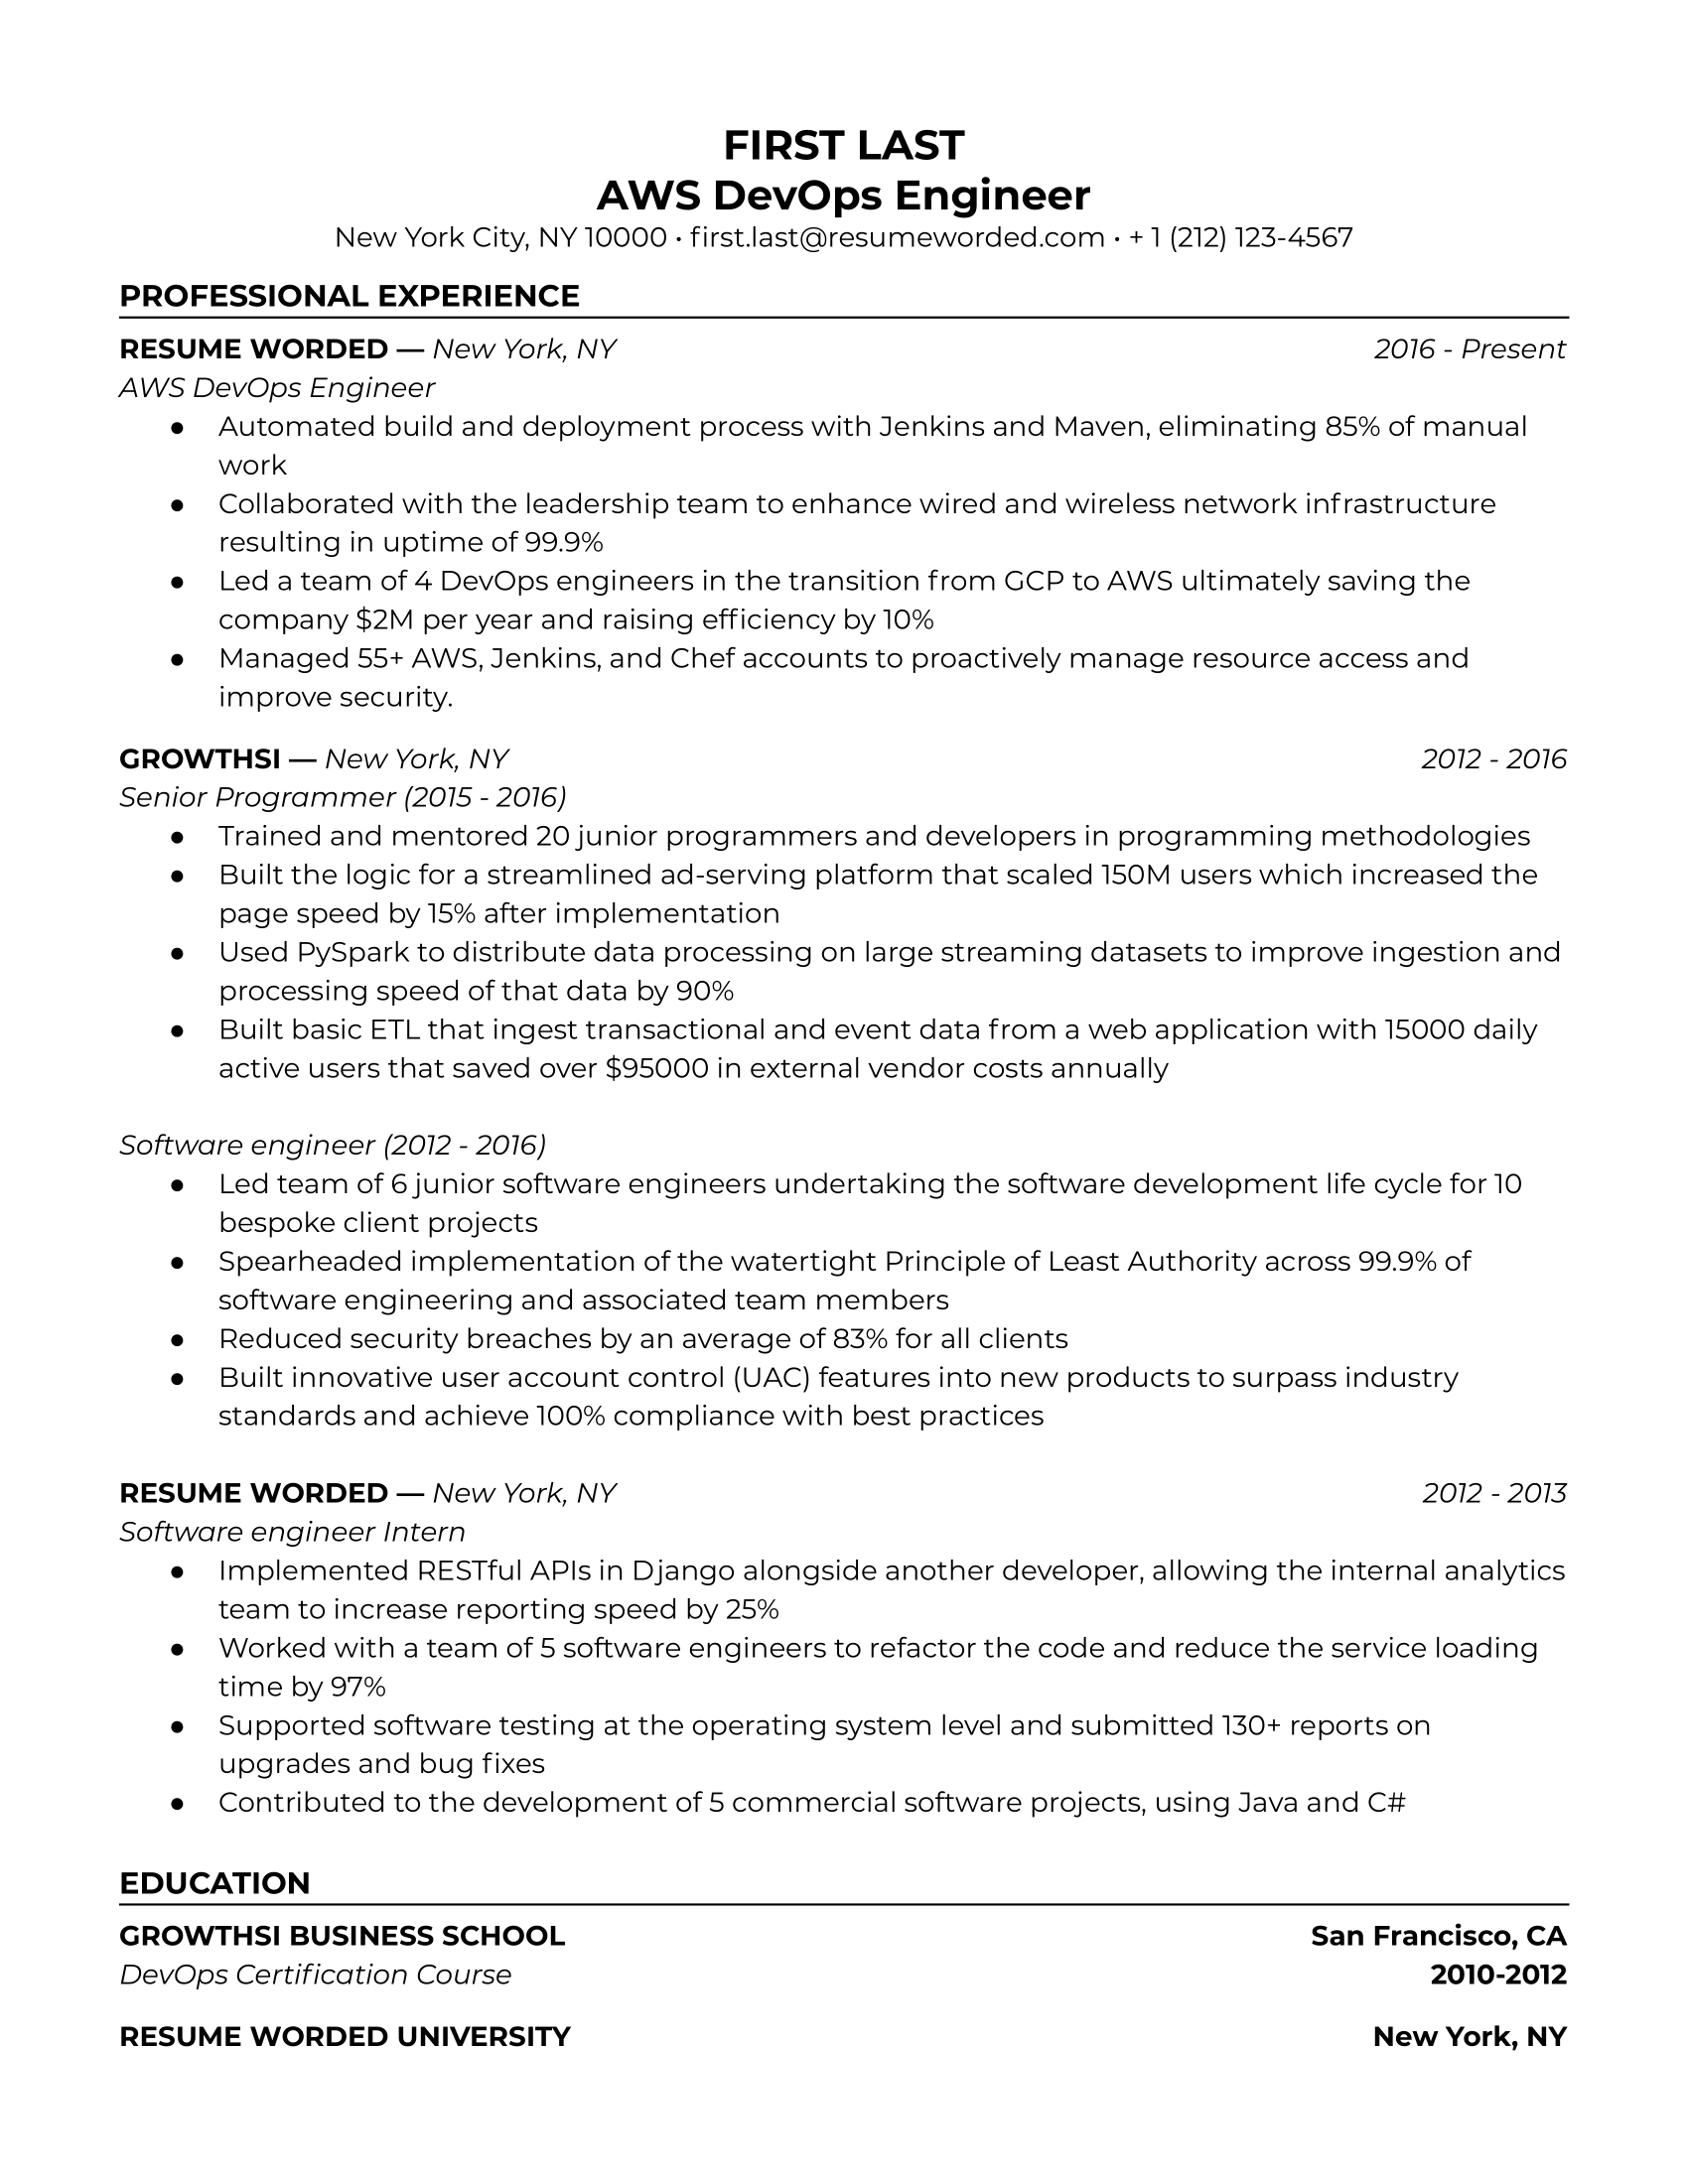 FIRST LAST
AWS DevOps Engineer
New York City, NY 10000 • first.last@resumeworded.com • + 1 (212) 123-4567
PROFESSIONAL EXPERIENCE
RESUME WORDED — New York, NY 2016 - Present
AWS DevOps Engineer
● Automated build and deployment process with Jenkins and Maven, eliminating 85% of manual
work
● Collaborated with the leadership team to enhance wired and wireless network infrastructure
resulting in uptime of 99.9%
● Led a team of 4 DevOps engineers in the transition from GCP to AWS ultimately saving the
company $2M per year and raising efficiency by 10%
● Managed 55+ AWS, Jenkins, and Chef accounts to proactively manage resource access and
improve security.
GROWTHSI — New York, NY 2012 - 2016
Senior Programmer (2015 - 2016)
● Trained and mentored 20 junior programmers and developers in programming methodologies
● Built the logic for a streamlined ad-serving platform that scaled 150M users which increased the
page speed by 15% after implementation
● Used PySpark to distribute data processing on large streaming datasets to improve ingestion and
processing speed of that data by 90%
● Built basic ETL that ingest transactional and event data from a web application with 15000 daily
active users that saved over $95000 in external vendor costs annually
Software engineer (2012 - 2016)
● Led team of 6 junior software engineers undertaking the software development life cycle for 10
bespoke client projects
● Spearheaded implementation of the watertight Principle of Least Authority across 99.9% of
software engineering and associated team members
● Reduced security breaches by an average of 83% for all clients
● Built innovative user account control (UAC) features into new products to surpass industry
standards and achieve 100% compliance with best practices
RESUME WORDED — New York, NY 2012 - 2013
Software engineer Intern
● Implemented RESTful APIs in Django alongside another developer, allowing the internal analytics
team to increase reporting speed by 25%
● Worked with a team of 5 software engineers to refactor the code and reduce the service loading
time by 97%
● Supported software testing at the operating system level and submitted 130+ reports on
upgrades and bug fixes
● Contributed to the development of 5 commercial software projects, using Java and C#
EDUCATION
GROWTHSI BUSINESS SCHOOL San Francisco, CA
DevOps Certification Course 2010-2012
RESUME WORDED UNIVERSITY New York, NY